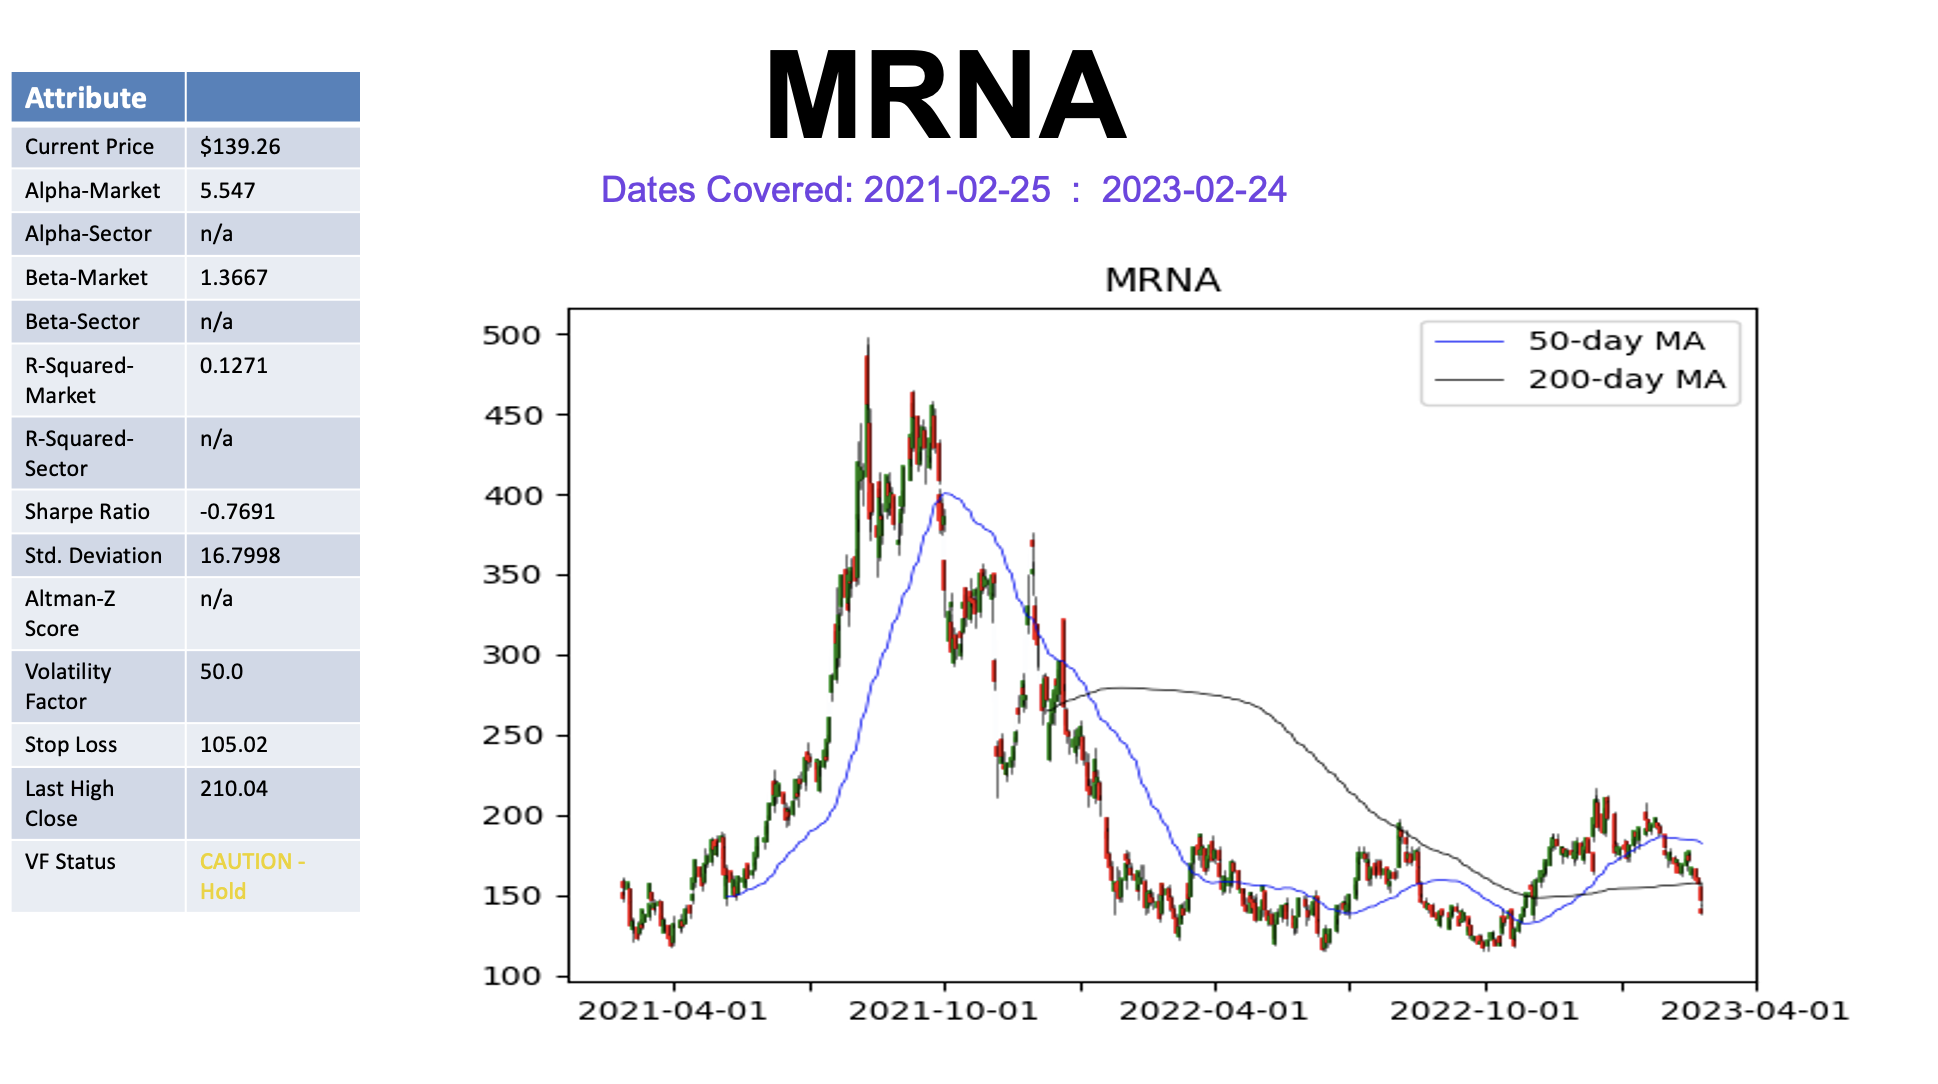 MRNA
Dates Covered: 2021-02-25 : 2023-02-24
Attribute
Current Price $139.26
Alpha-Market 5.547
Alpha-Sector n/a
Beta-Market 1.3667
Beta-Sector n/a
R-Squared- 0.1271
Market
R-Squared- n/a
Sector
Sharpe Ratio -0.7691
Std. Deviation 16.7998
Altman-Z n/a
Score
Volatility 50.0
Factor
Stop Loss 105.02
Last High 210.04
Close
VF Status CAUTION -
Hold
MRNA
50-day MA
200-day MA
500
450
400
350
300
250
200
150
100
2021-04-01 2021-10-01 2022-04-01 2022-10-01 2023-04-01